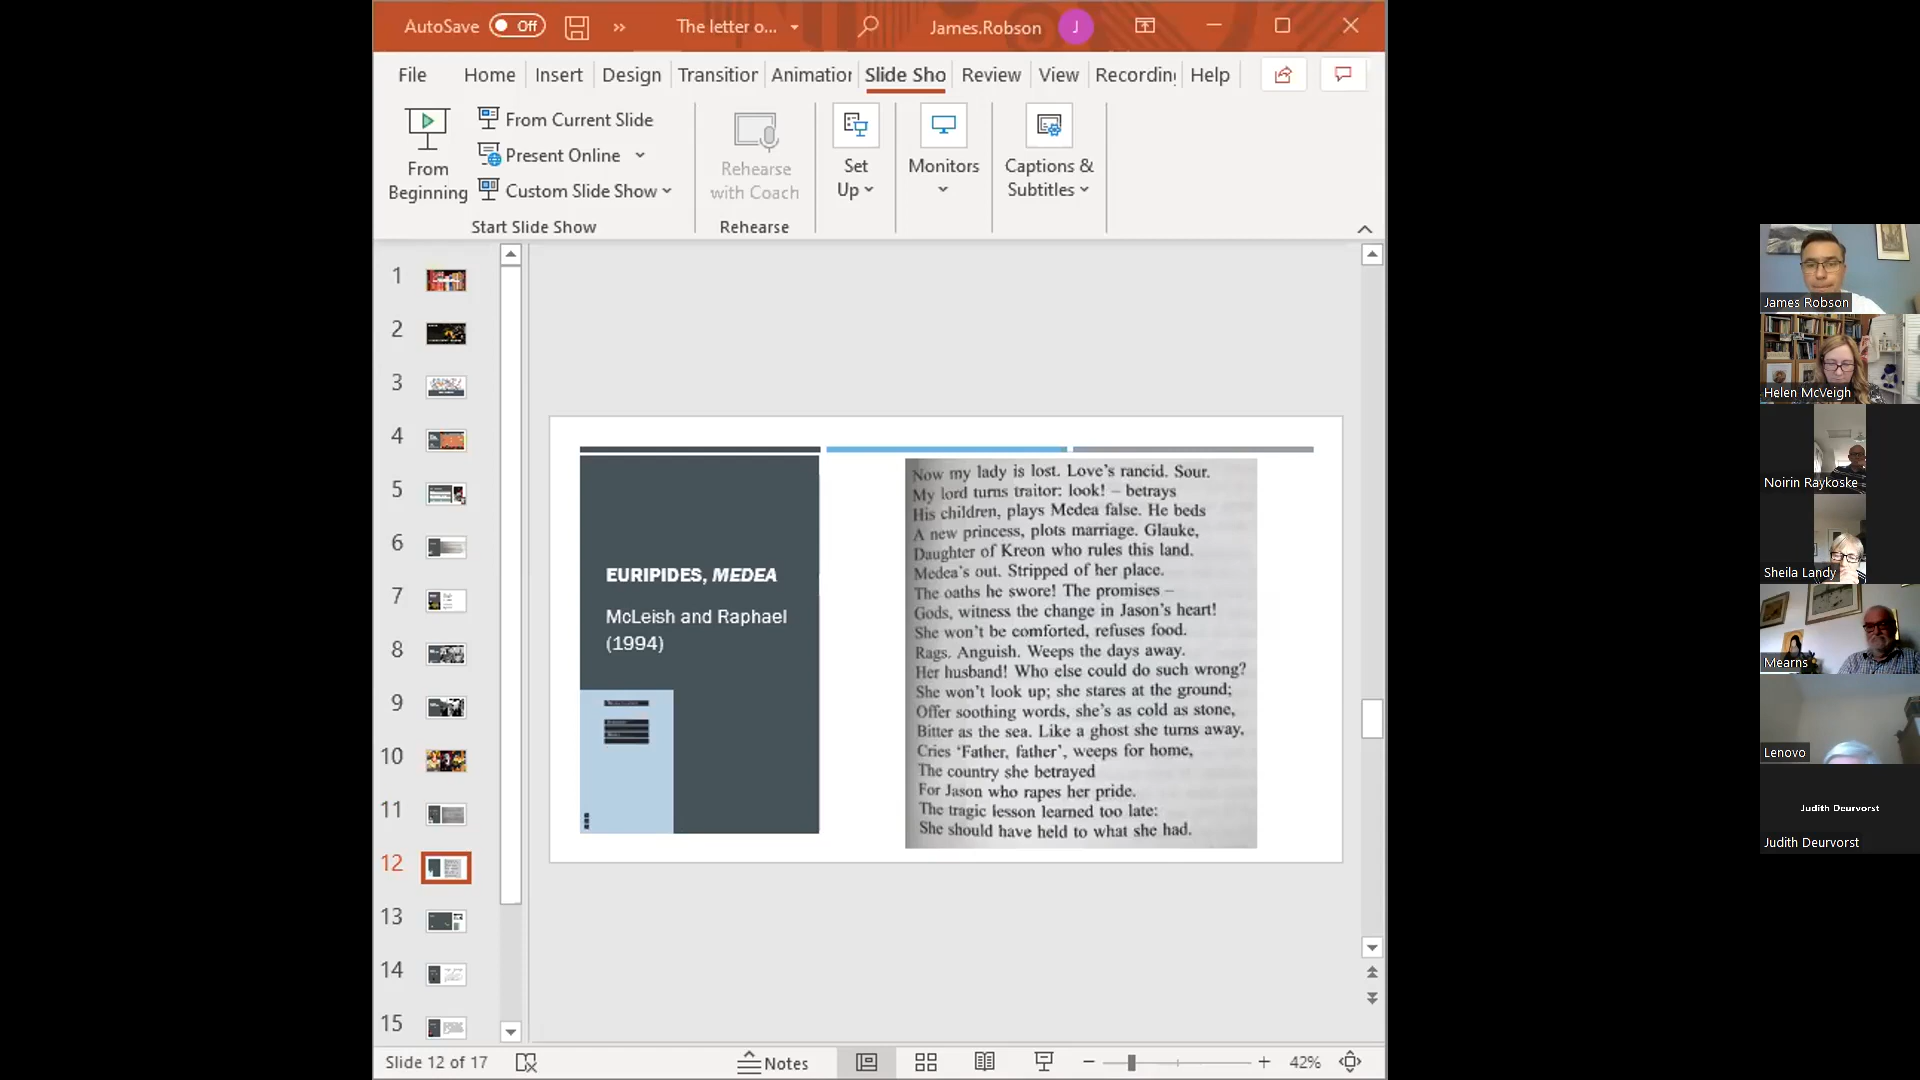 AutoSave Off The letter o... James.Robson J
File Home Insert Design Transition Animation Slide Sho Review View Recording Help
From Beginning
From Current Slide
Present Online
Custom Slide Show
Start Slide Show
Rehearse with Coach
Rehearse
Set Up
Monitors
Captions & Subtitles
1
2
3
4
5
6
7
8
9
10
11
12
13
14
15
EURIPIDES, MEDEA
McLeish and Raphael
(1994)
Now my lady is lost. Love's rancid. Sour.
My lord turns traitor: look! – betrays
His children, plays Medea false. He beds
A new princess, plots marriage. Glauke,
Daughter of Kreon who rules this land.
Medea's out. Stripped of her place.
The oaths he swore! The promises –
Gods, witness the change in Jason's heart!
She won't be comforted, refuses food.
Rags. Anguish. Weeps the days away.
Her husband! Who else could do such wrong?
She won't look up; she stares at the ground;
Offer soothing words, she's as cold as stone,
Bitter as the sea. Like a ghost she turns away,
Cries 'Father, father', weeps for home,
The country she betrayed
For Jason who rapes her pride.
The tragic lesson learned too late:
She should have held to what she had.
Slide 12 of 17
Notes
42%
James Robson
Helen McVeigh
Noirin Raykoske
Sheila Landy
Mearns
Lenovo
Judith Deurvorst
Judith Deurvorst